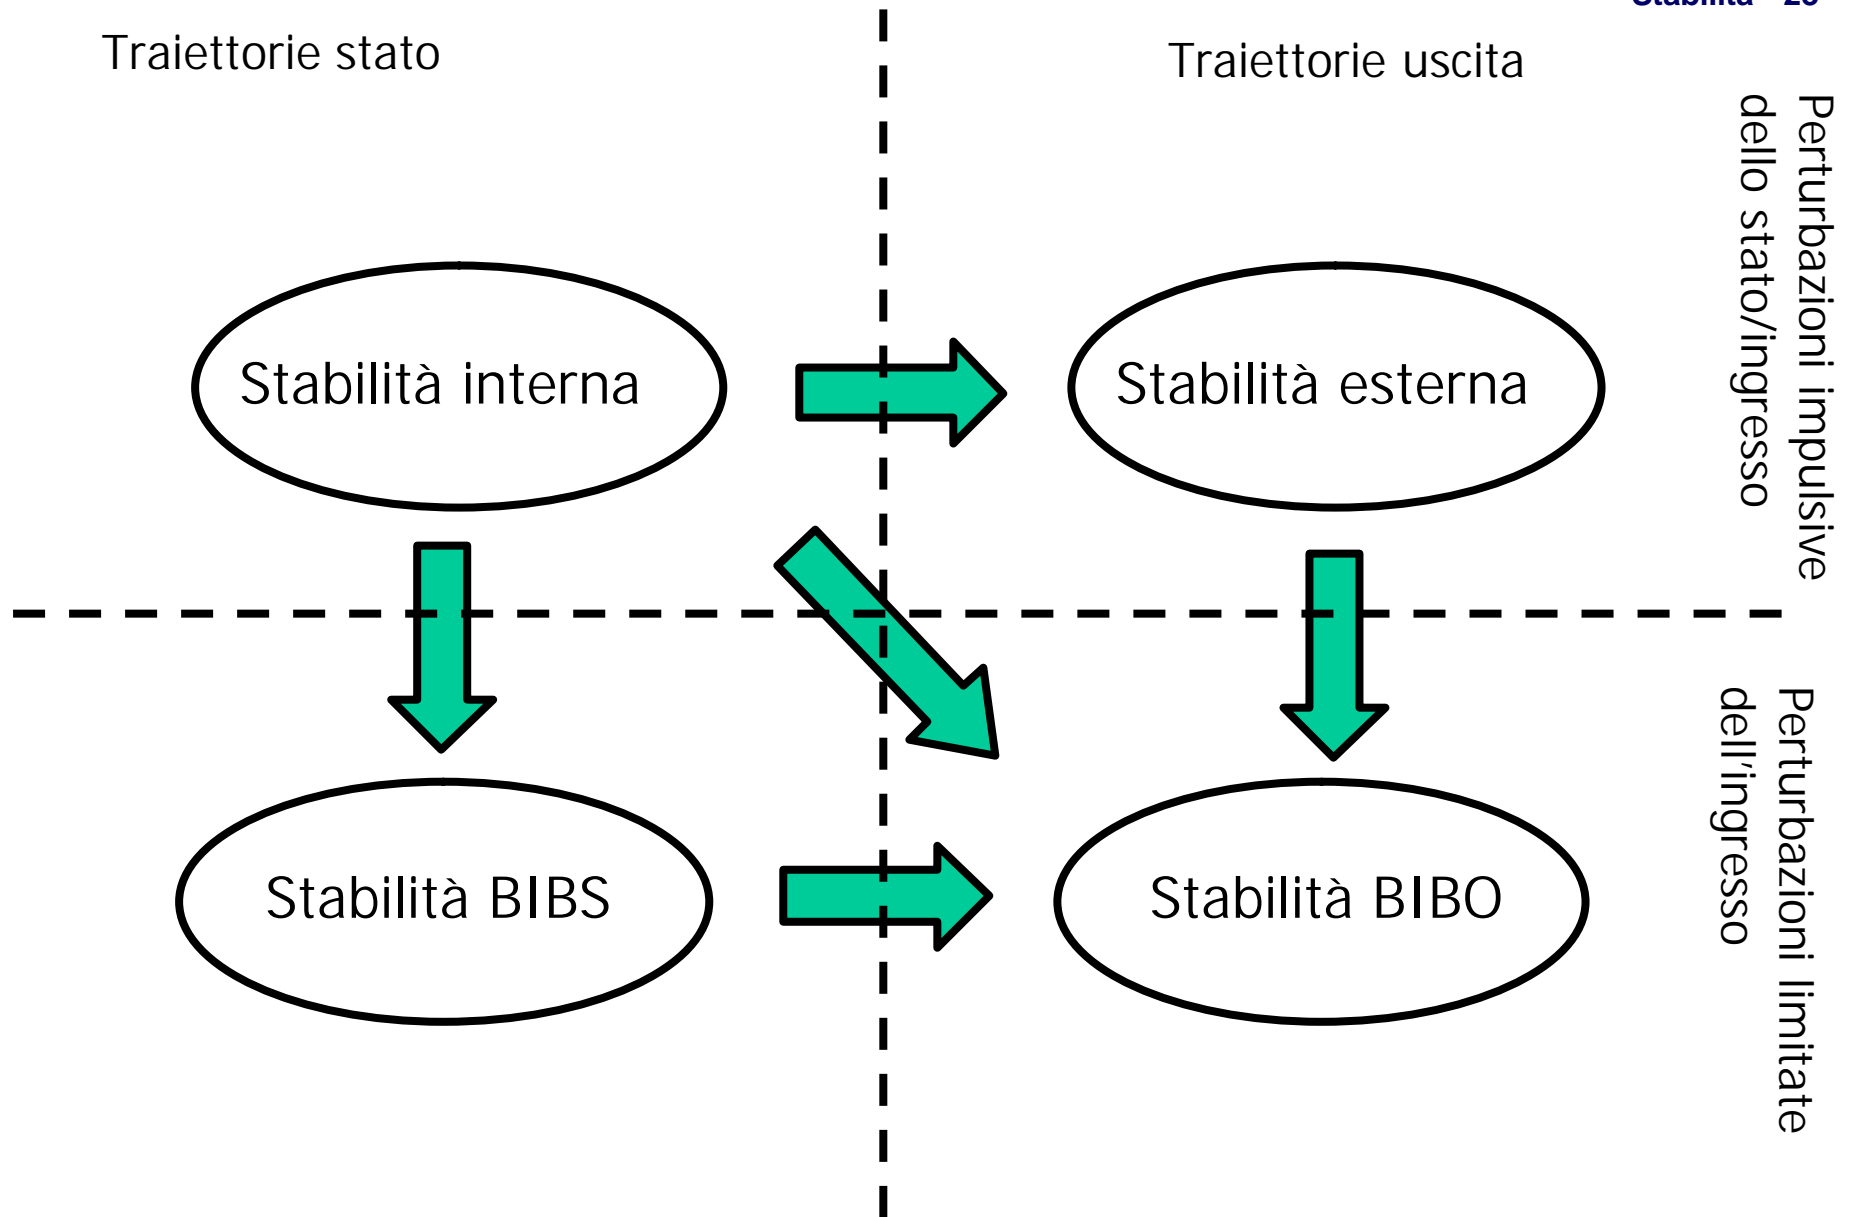 Traiettorie stato
Traiettorie uscita
Perturbazioni impulsive
dello stato/ingresso
Stabilità interna
Stabilità esterna
Stabilità BIBS
Stabilità BIBO
Perturbazioni limitate
dell'ingresso